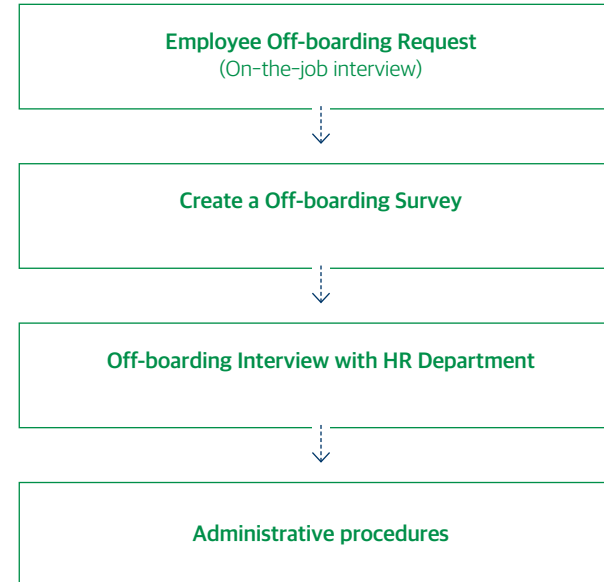 Employee Off-boarding Request
(On-the-job interview)
Create a Off-boarding Survey
Off-boarding Interview with HR Department
Administrative procedures